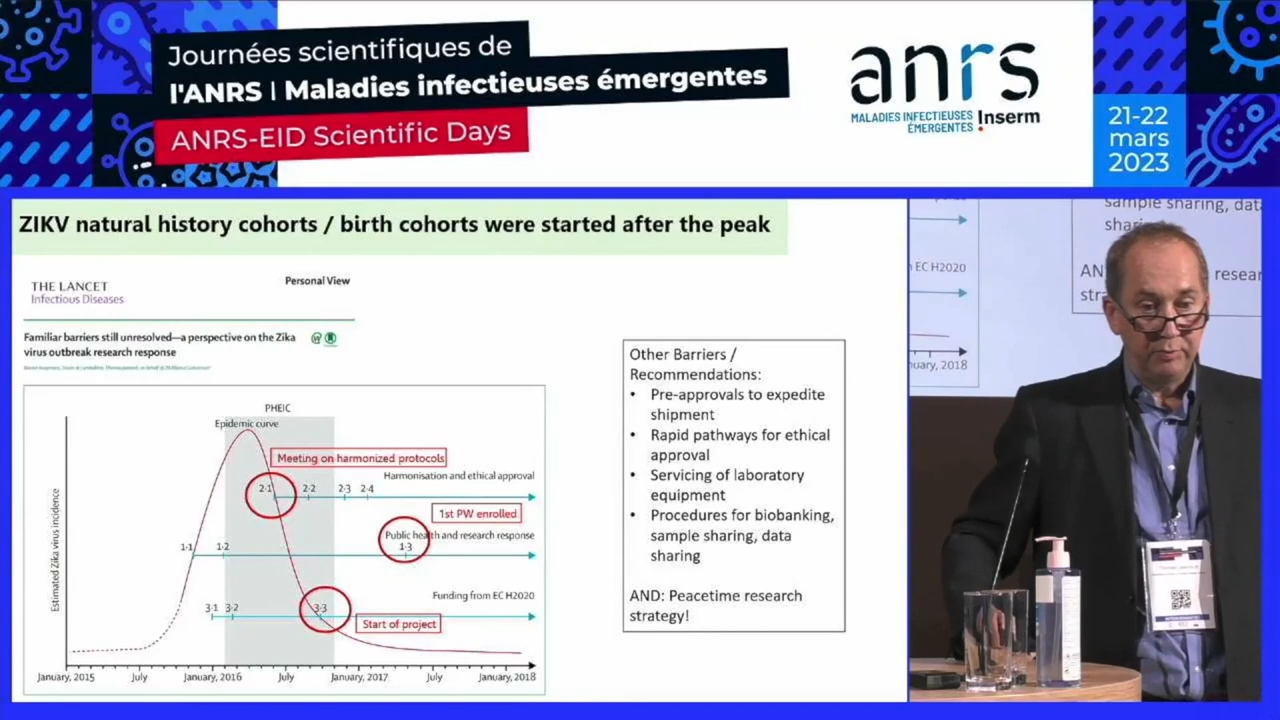 Journées scientifiques de
l'ANRS | Maladies infectieuses émergentes
ANRS-EID Scientific Days
anrs
MALADIES INFECTIEUSES
ÉMERGENTES Inserm
21-22
mars
2023
ZIKV natural history cohorts / birth cohorts were started after the peak
THE LANCET
Infectious Diseases
Personal View
Familiar barriers still unresolved—a perspective on the Zika
virus outbreak research response
PHEIC
Epidemic curve
Meeting on harmonized protocols
Harmonisation and ethical approval
2·1 2·2 2·3 2·4
1st PW enrolled
Public health and research response
1·1 1·2 1·3
Funding from EC H2020
3·1 3·2 3·3
Start of project
Estimated Zika virus incidence
January, 2015 July January, 2016 July January, 2017 July January, 2018
Other Barriers /
Recommendations:
• Pre-approvals to expedite
shipment
• Rapid pathways for ethical
approval
• Servicing of laboratory
equipment
• Procedures for biobanking,
sample sharing, data
sharing
AND: Peacetime research
strategy!
sample sharing, data
shar
EC H2020
AN resear
stra
nuary, 2018